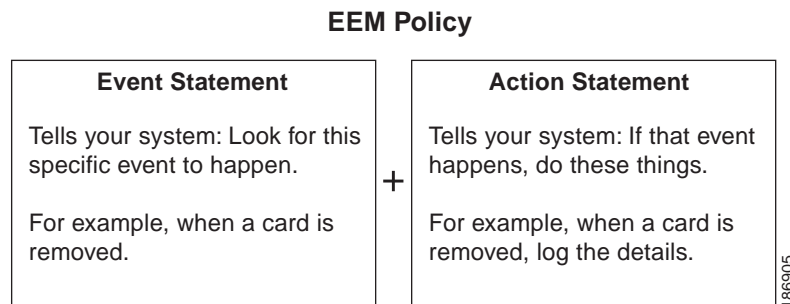 EEM Policy
Event Statement
Tells your system: Look for this
specific event to happen.
For example, when a card is
removed.
+
Action Statement
Tells your system: If that event
happens, do these things.
For example, when a card is
removed, log the details.
186905